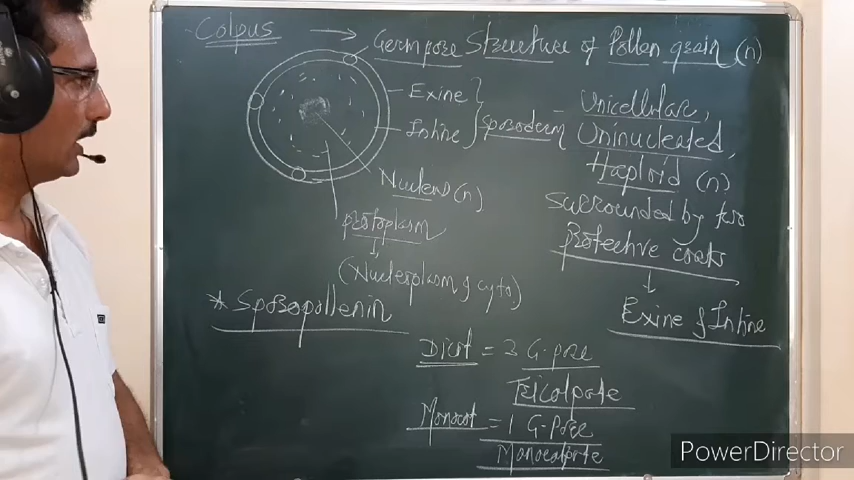 Colpus → Germpore Structure of Pollen grain (n)
Exine
Intine
Sporoderm
Nucleus (n)
Protoplasm
(Nucleoplasm & cyto)
Unicellular,
Uninucleated,
Haploid (n)
surrounded by two
Protective coats
Exine & Intine
* Sporopollenin
Dicot = 3 G.pore
Tricolpate
Monocot = 1 G.Pore
Monocolpate
PowerDirector